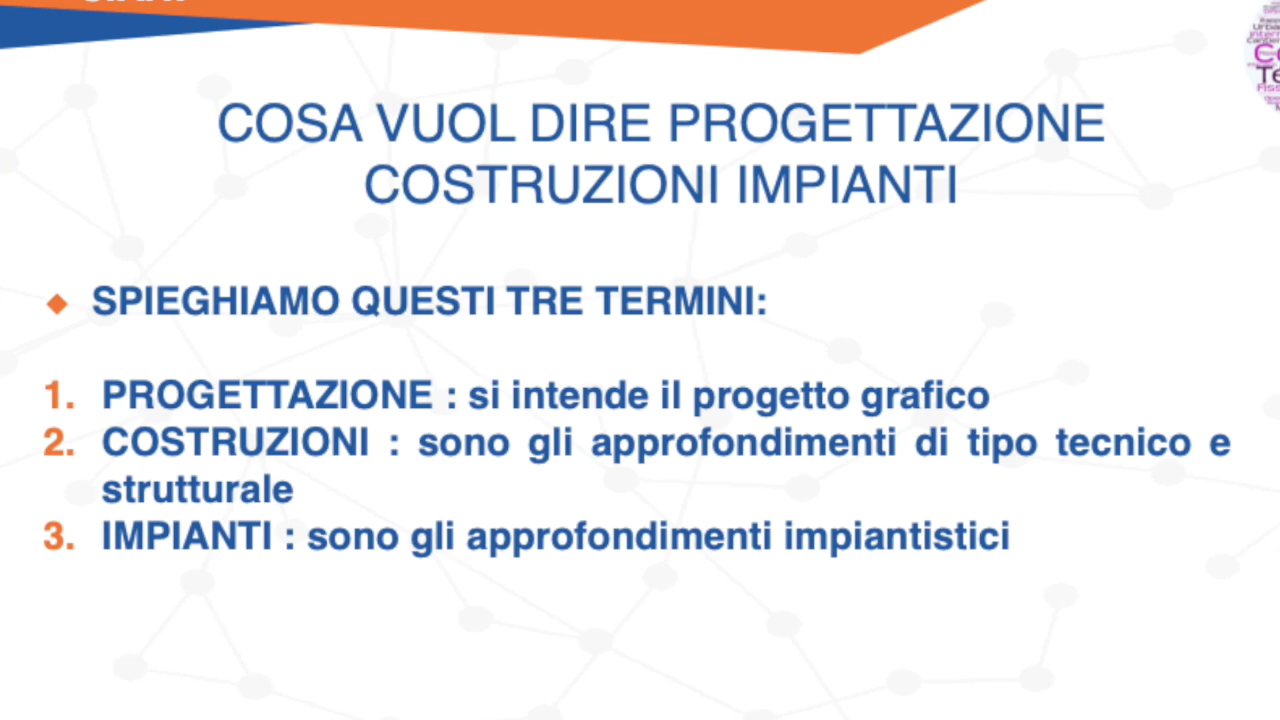 COSA VUOL DIRE PROGETTAZIONE
COSTRUZIONI IMPIANTI
SPIEGHIAMO QUESTI TRE TERMINI:
1. PROGETTAZIONE : si intende il progetto grafico
2. COSTRUZIONI : sono gli approfondimenti di tipo tecnico e
strutturale
3. IMPIANTI : sono gli approfondimenti impiantistici